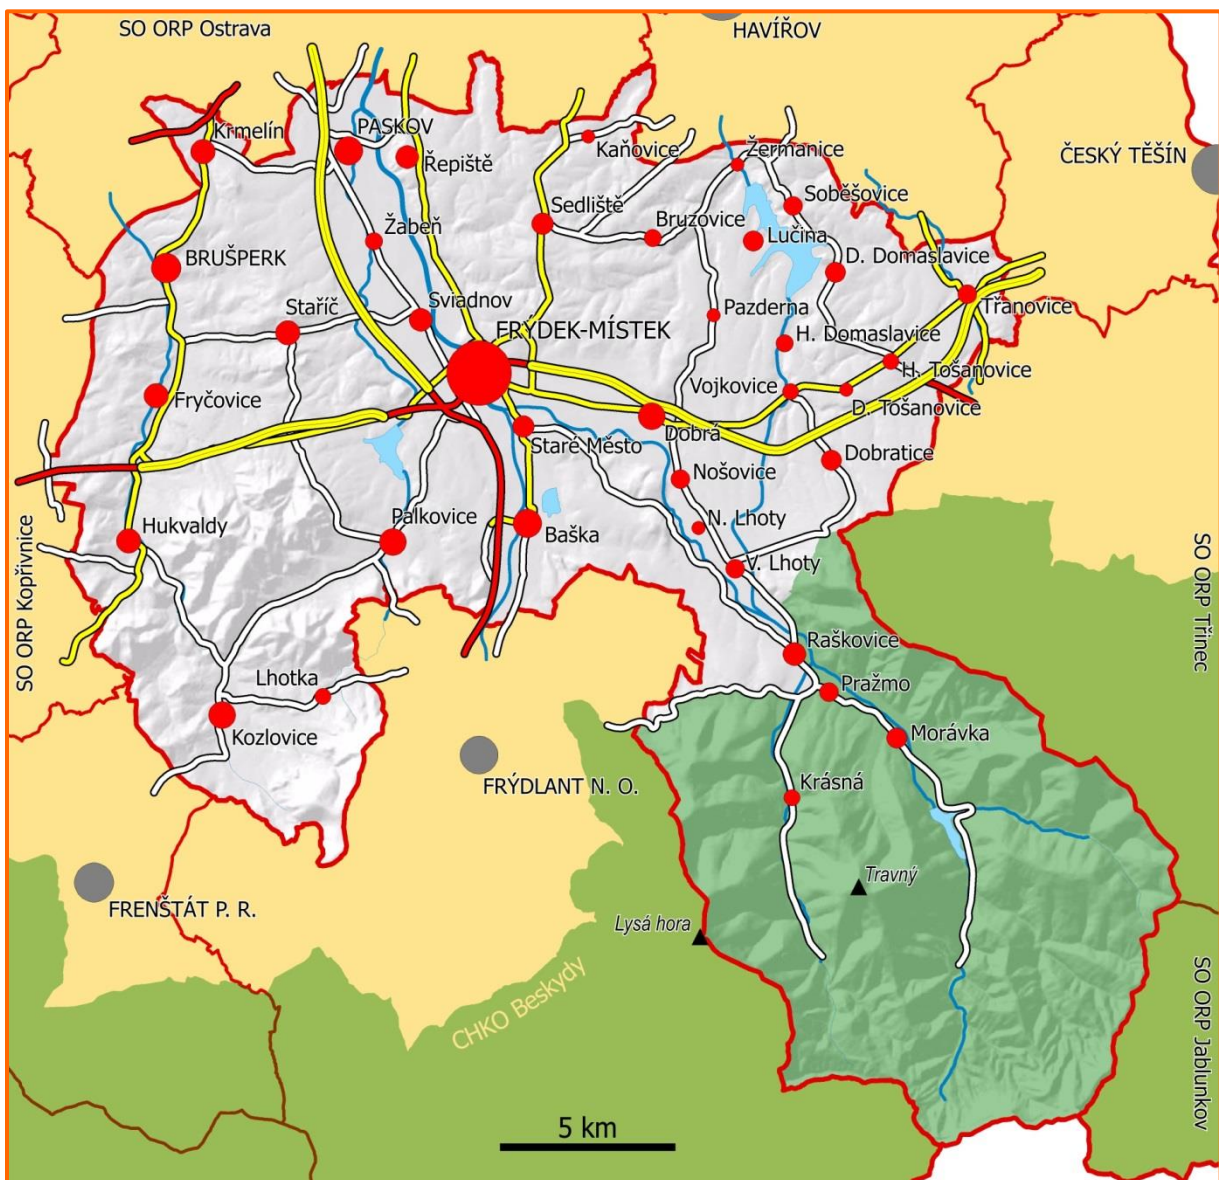 SO ORP Ostrava
HAVÍŘOV
Krmelín
PASKOV
Řepiště
Kaňovice
Žermanice
ČESKÝ TĚŠÍN
Sedliště
Bruzovice
Soběšovice
Žabeň
Lučina
BRUŠPERK
D. Domaslavice
Staříč
Sviadnov
Pazderna
Třanovice
FRÝDEK-MÍSTEK
H. Domaslavice
H. Tošanovice
Fryčovice
Vojkovice
D. Tošanovice
Dobrá
Staré Město
Dobratice
Nošovice
Hukvaldy
Palkovice
Baška
N. Lhoty
V. Lhoty
SO ORP Kopřivnice
SO ORP Třinec
Raškovice
Lhotka
Pražmo
Kozlovice
Morávka
FRÝDLANT N. O.
Krásná
Travný
FRENŠTÁT P. R.
Lysá hora
CHKO Beskydy
SO ORP Jablunkov
5 km